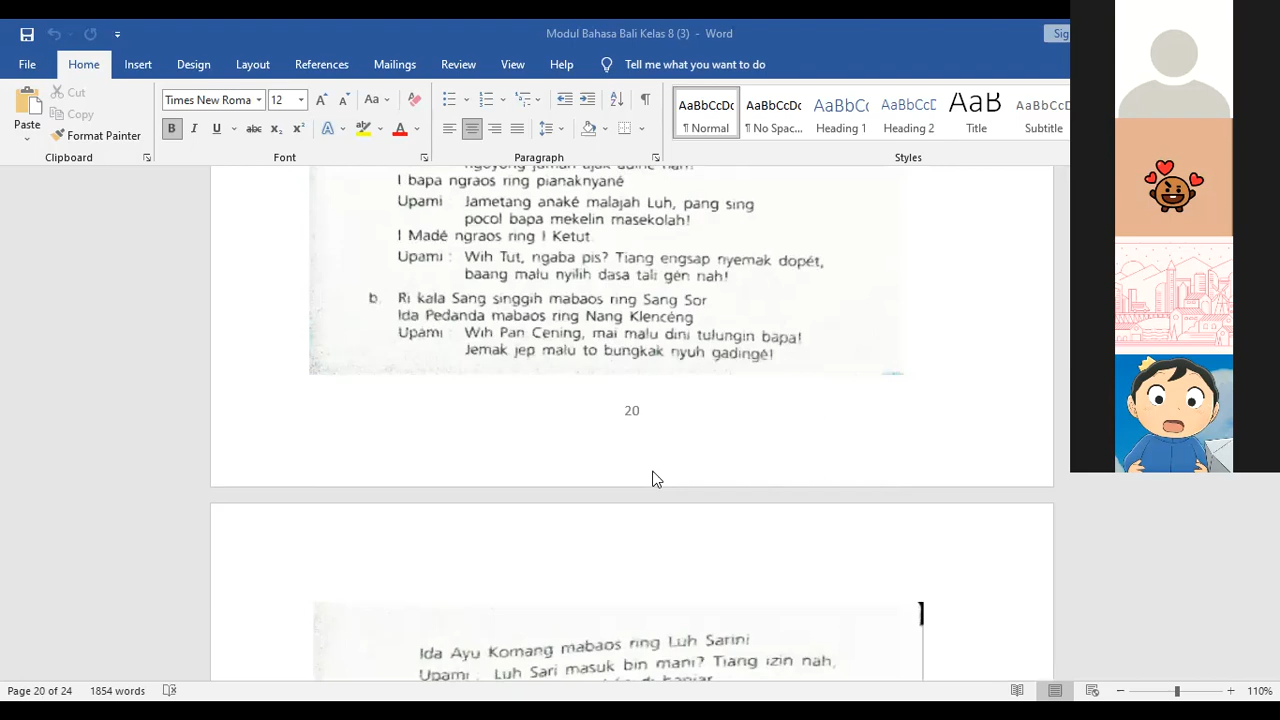 Modul Bahasa Bali Kelas 8 (3) - Word
Sig
File Home Insert Design Layout References Mailings Review View Help Tell me what you want to do
Paste
Cut
Copy
Format Painter
Clipboard
Times New Roma 12
Font
Paragraph
AaBbCcDc ¶ Normal
AaBbCcDc ¶ No Spac...
AaBbCc Heading 1
AaBbCcD Heading 2
AaB Title
AaBbCcD Subtitle
Styles
I bapa ngraos ring pianaknyané
Upami Jametang anaké malajah Luh, pang sing
pocol bapa mekelin masekolah!
I Madé ngraos ring I Ketut
Upami : Wih Tut, ngaba pis? Tiang engsap nyemak dopét,
baang malu nyilih dasa tali gén nah!
b. Ri kala Sang singgih mabaos ring Sang Sor
Ida Pedanda mabaos ring Nang Klencéng
Upami Wih Pan Cening, mai malu dini tulungin bapa!
Jemak jep malu to bungkak nyuh gadingé!
20
Ida Ayu Komang mabaos ring Luh Sarini
Upami Luh Sari masuk bin mani? Tiang izin nah,
Page 20 of 24 1854 words 110%